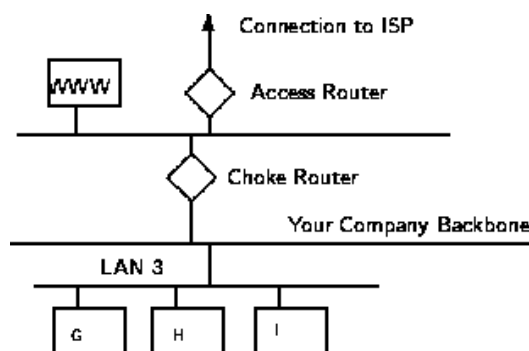 Connection to ISP
WWW
Access Router
Choke Router
Your Company Backbone
LAN 3
G
H
I